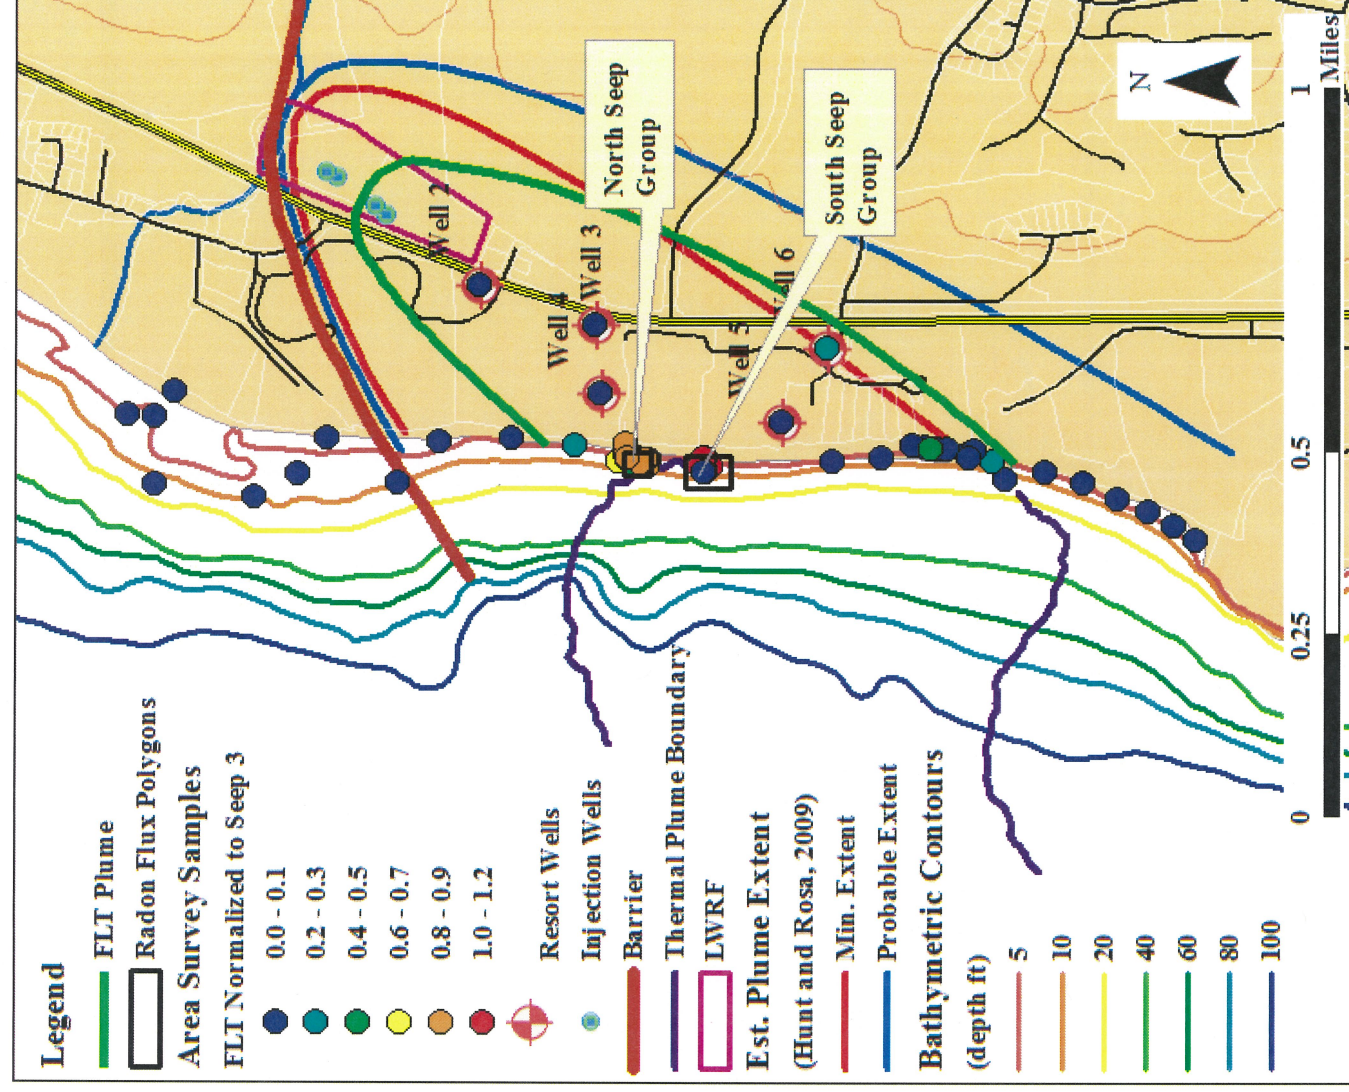 Legend
FLT Plume
Radon Flux Polygons
Area Survey Samples
FLT Normalized to Seep 3
0.0 - 0.1
0.2 - 0.3
0.4 - 0.5
0.6 - 0.7
0.8 - 0.9
1.0 - 1.2
Resort Wells
Injection Wells
Barrier
Thermal Plume Boundary
LWRF
Est. Plume Extent
(Hunt and Rosa, 2009)
Min. Extent
Probable Extent
Bathymetric Contours
(depth ft)
5
10
20
40
60
80
100
Well 2
Well 3
Well 4
Well 5
Well 6
North Seep
Group
South Seep
Group
N
0
0.25
0.5
1
Miles